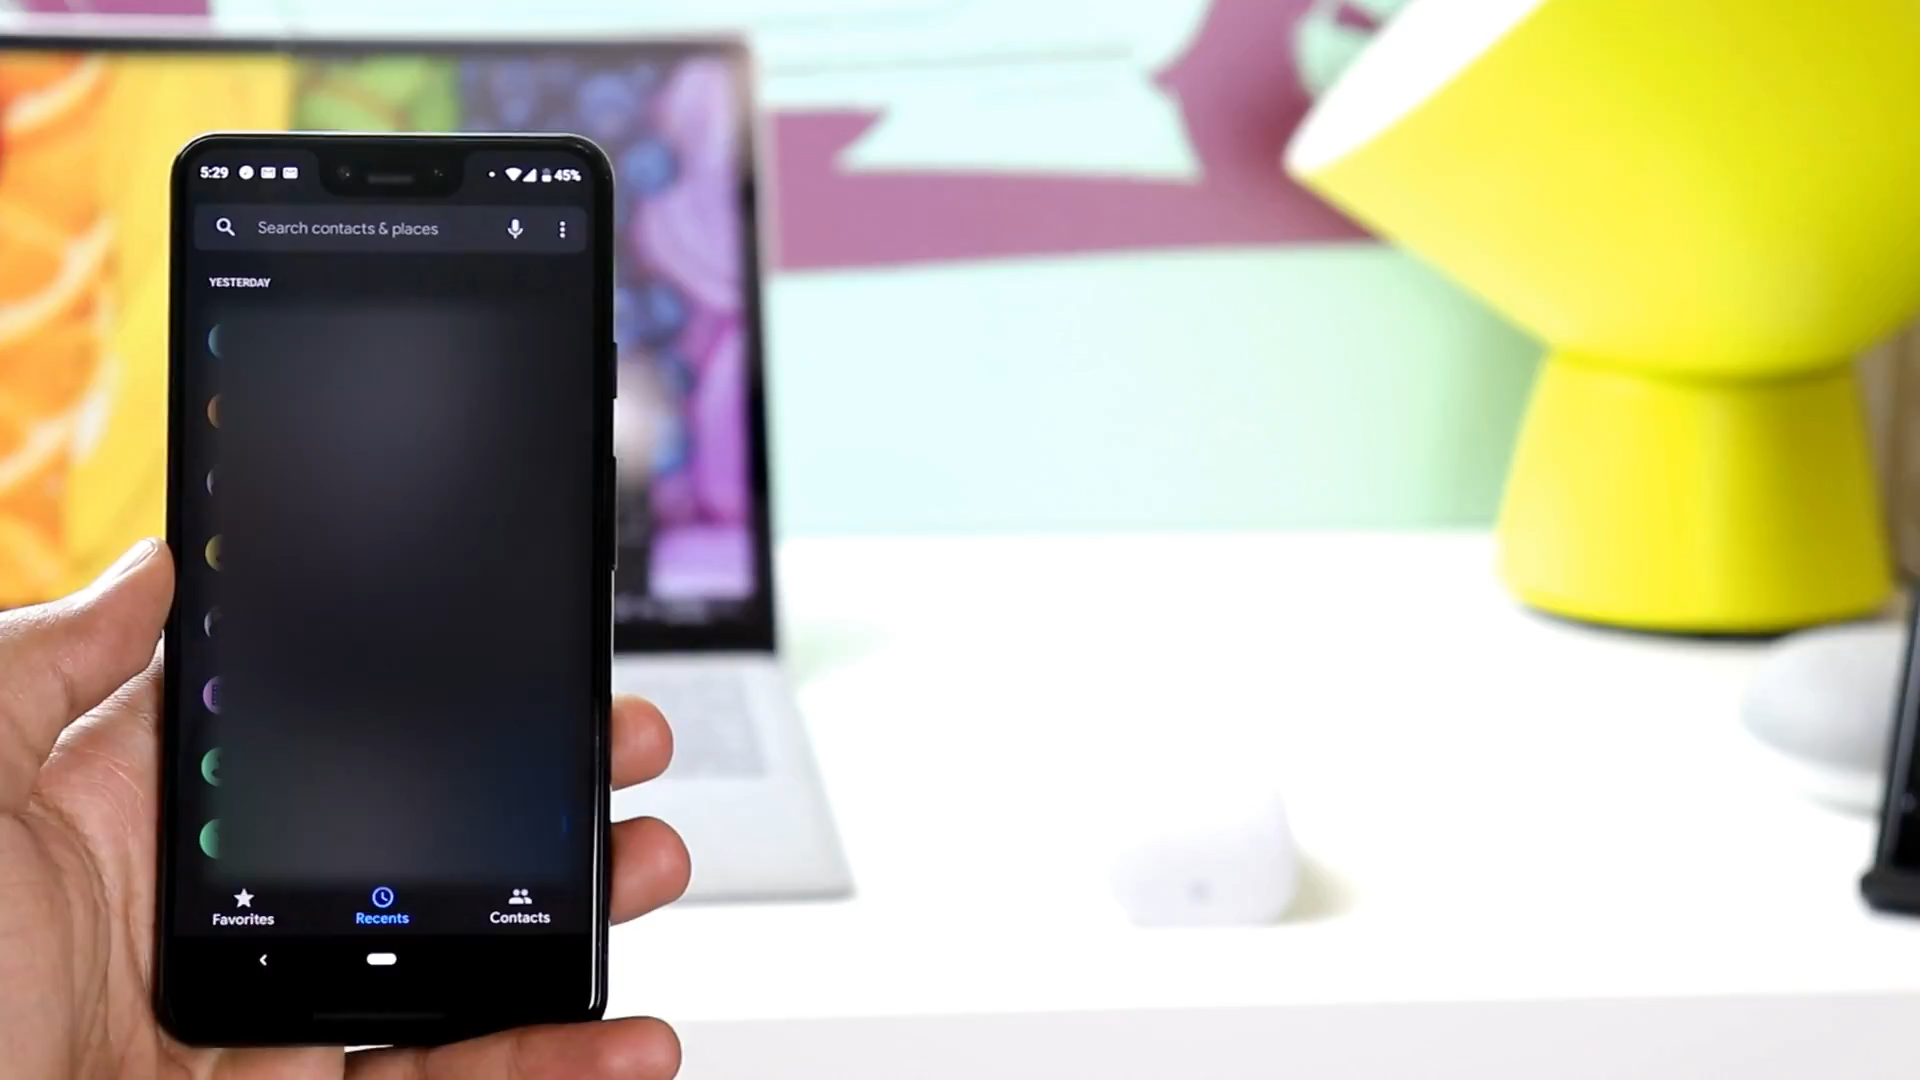 5:29
45%
Search contacts & places
YESTERDAY
Favorites
Recents
Contacts